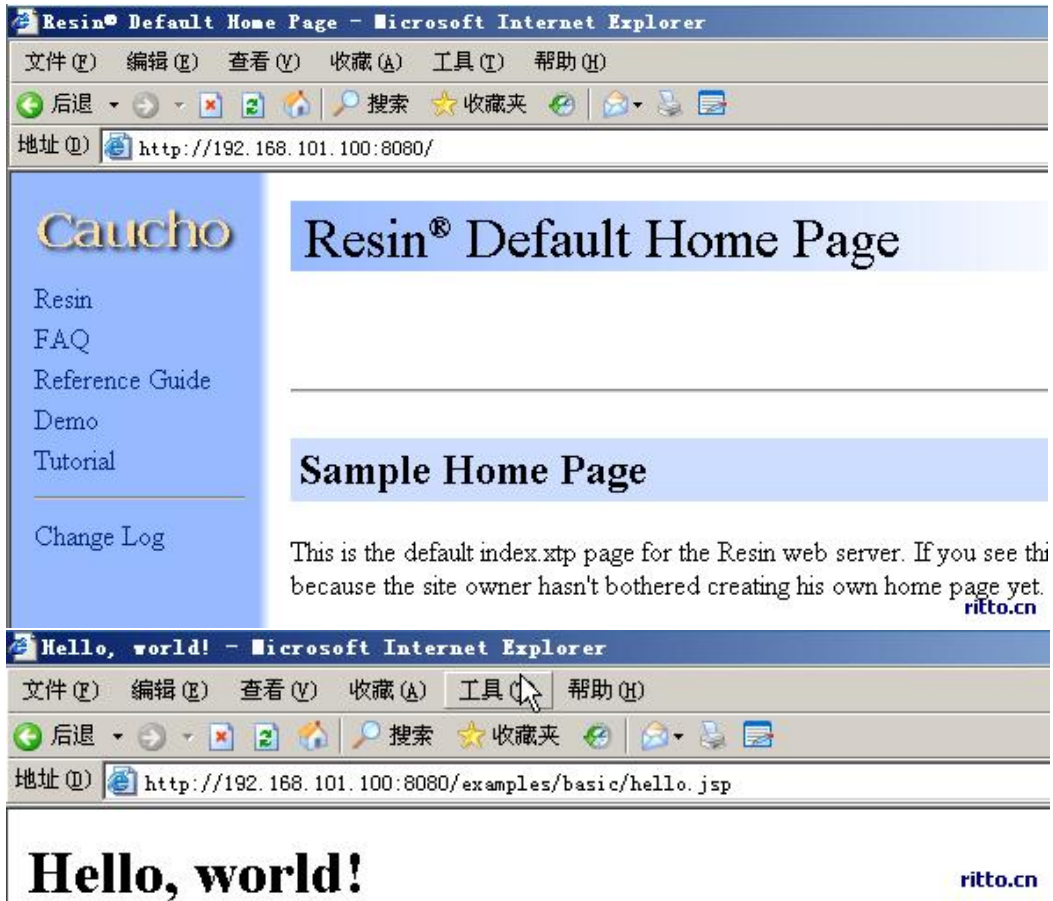 Resin® Default Home Page - Microsoft Internet Explorer
文件(F) 编辑(E) 查看(V) 收藏(A) 工具(T) 帮助(H)
后退 搜索 收藏夹
地址(D) http://192.168.101.100:8080/
Caucho
Resin® Default Home Page
Resin
FAQ
Reference Guide
Demo
Tutorial
Change Log
Sample Home Page
This is the default index.xtp page for the Resin web server. If you see thi
because the site owner hasn't bothered creating his own home page yet.
ritto.cn
Hello, world! - Microsoft Internet Explorer
文件(F) 编辑(E) 查看(V) 收藏(A) 工具 帮助(H)
后退 搜索 收藏夹
地址(D) http://192.168.101.100:8080/examples/basic/hello.jsp
Hello, world!
ritto.cn